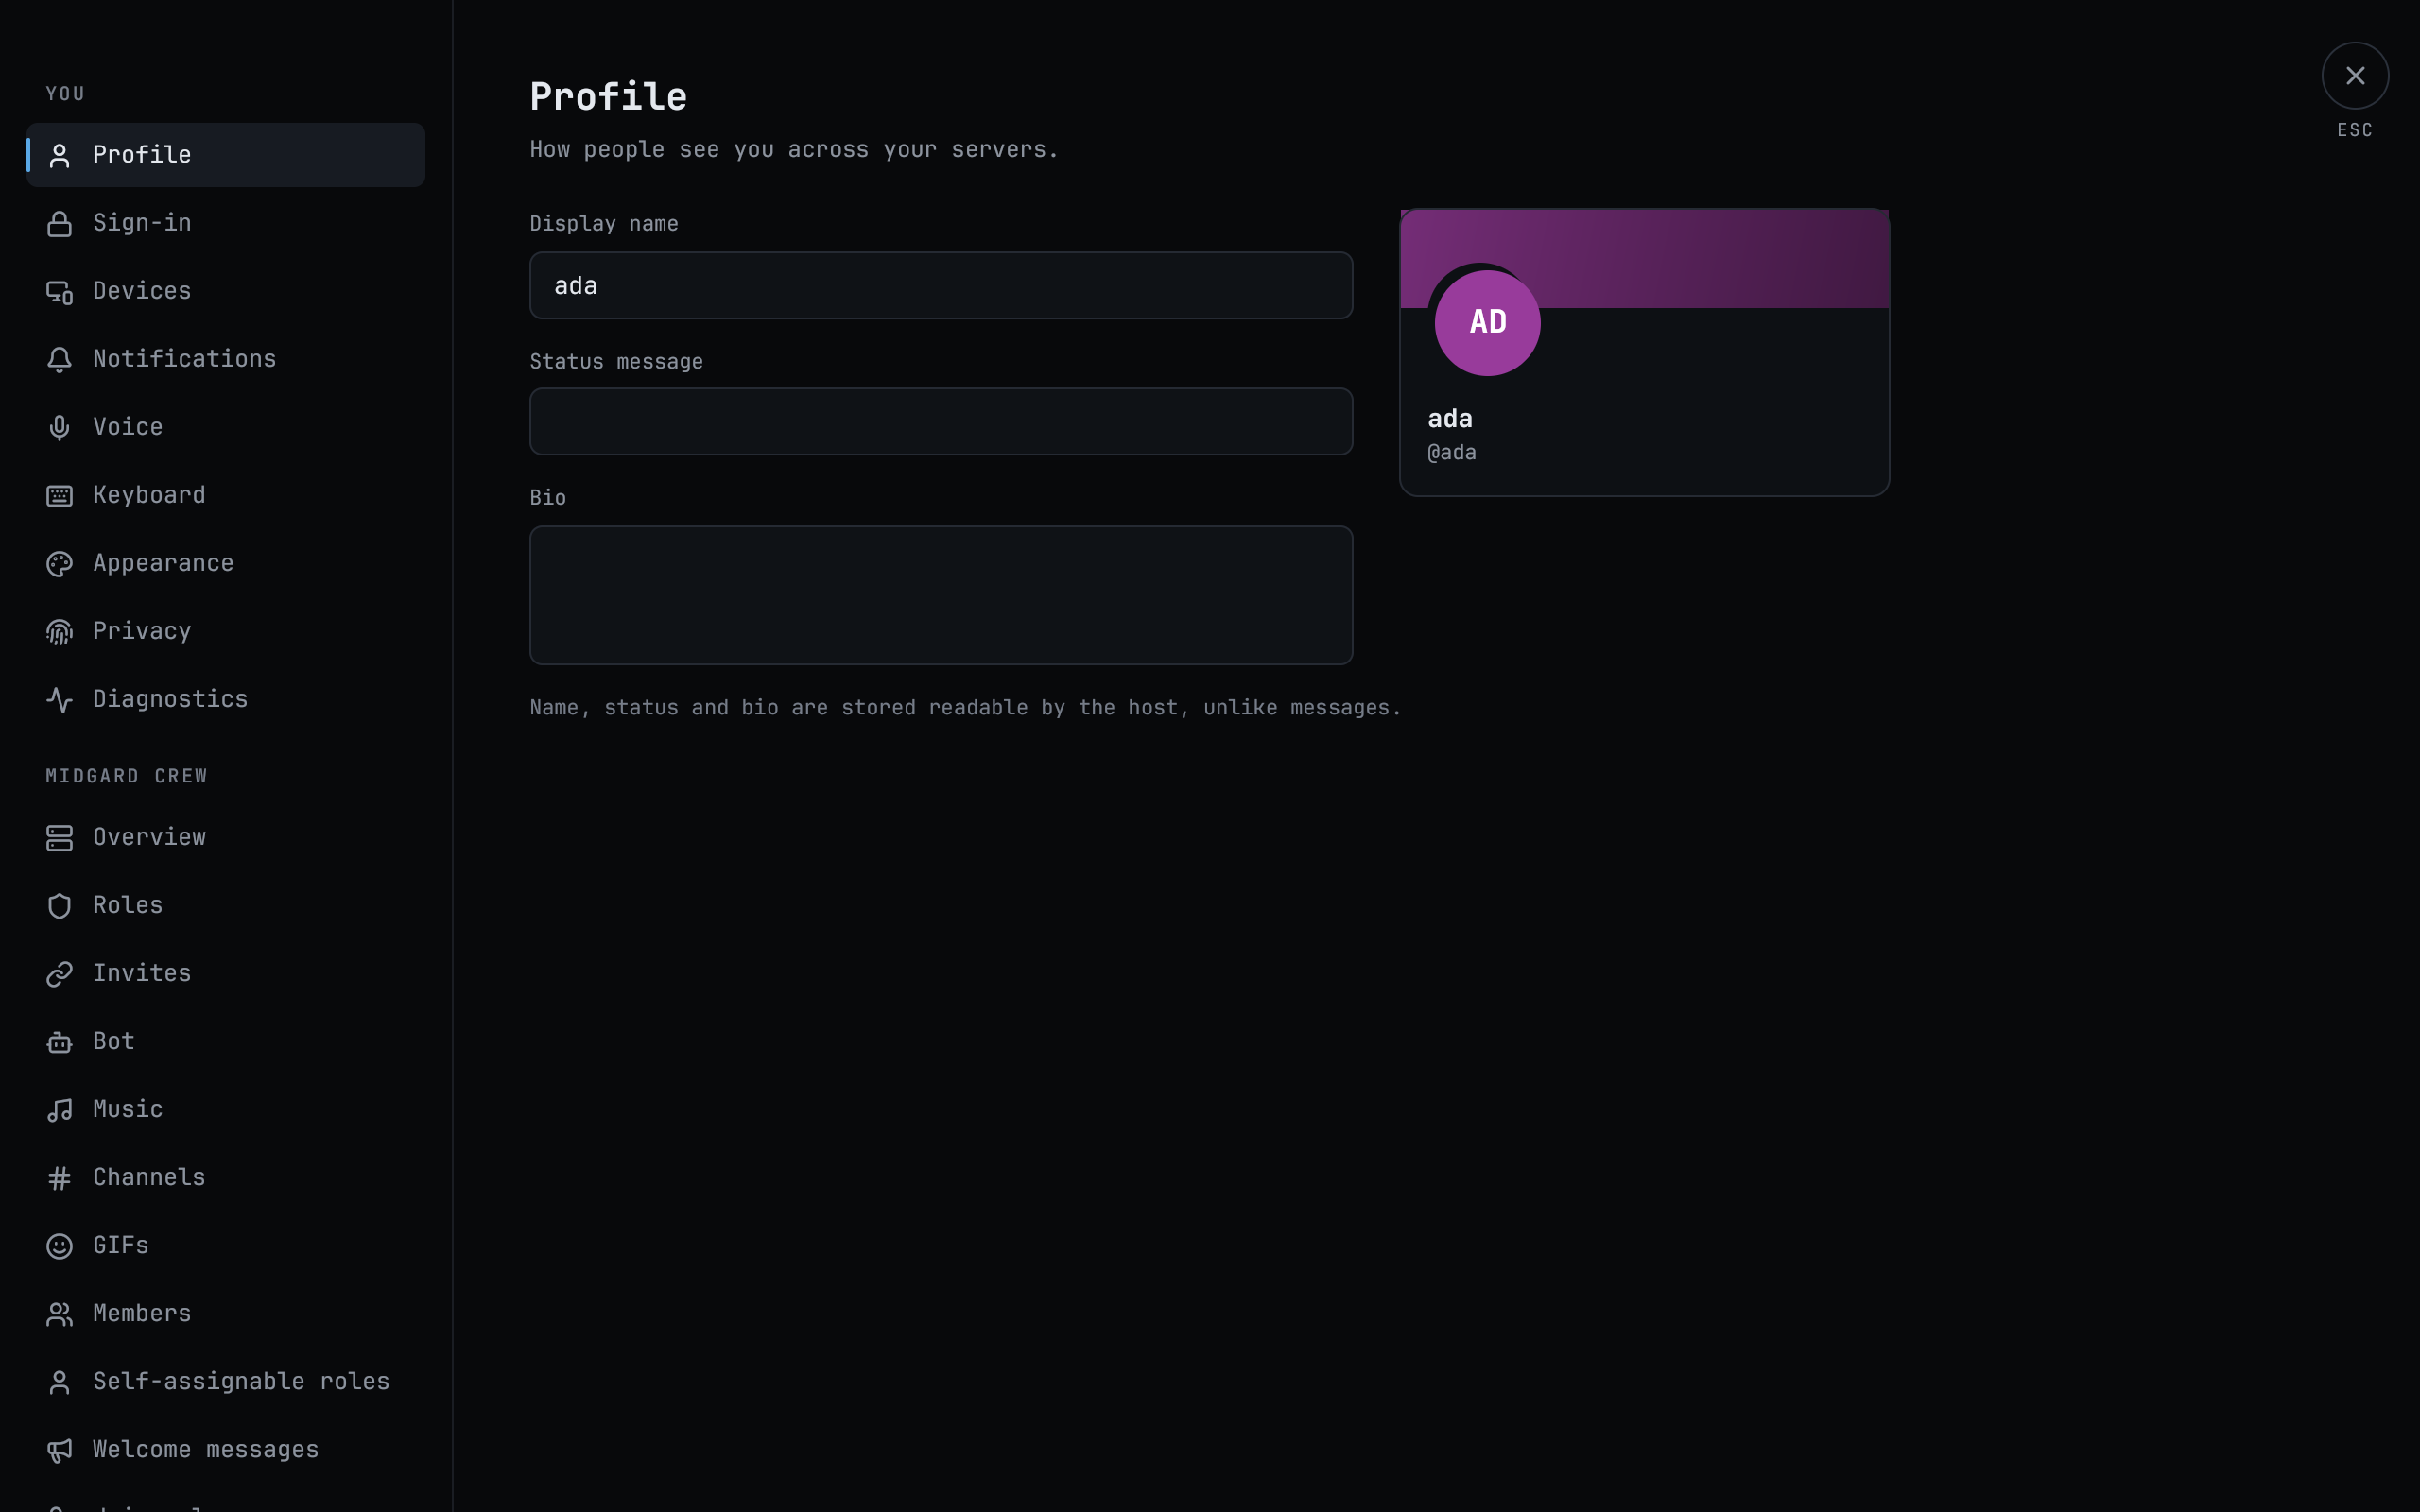 YOU
Profile
Sign-in
Devices
Notifications
Voice
Keyboard
Appearance
Privacy
Diagnostics
MIDGARD CREW
Overview
Roles
Invites
Bot
Music
Channels
GIFs
Members
Self-assignable roles
Welcome messages
Profile
How people see you across your servers.
Display name
ada
Status message
Bio
Name, status and bio are stored readable by the host, unlike messages.
AD
ada
@ada
ESC